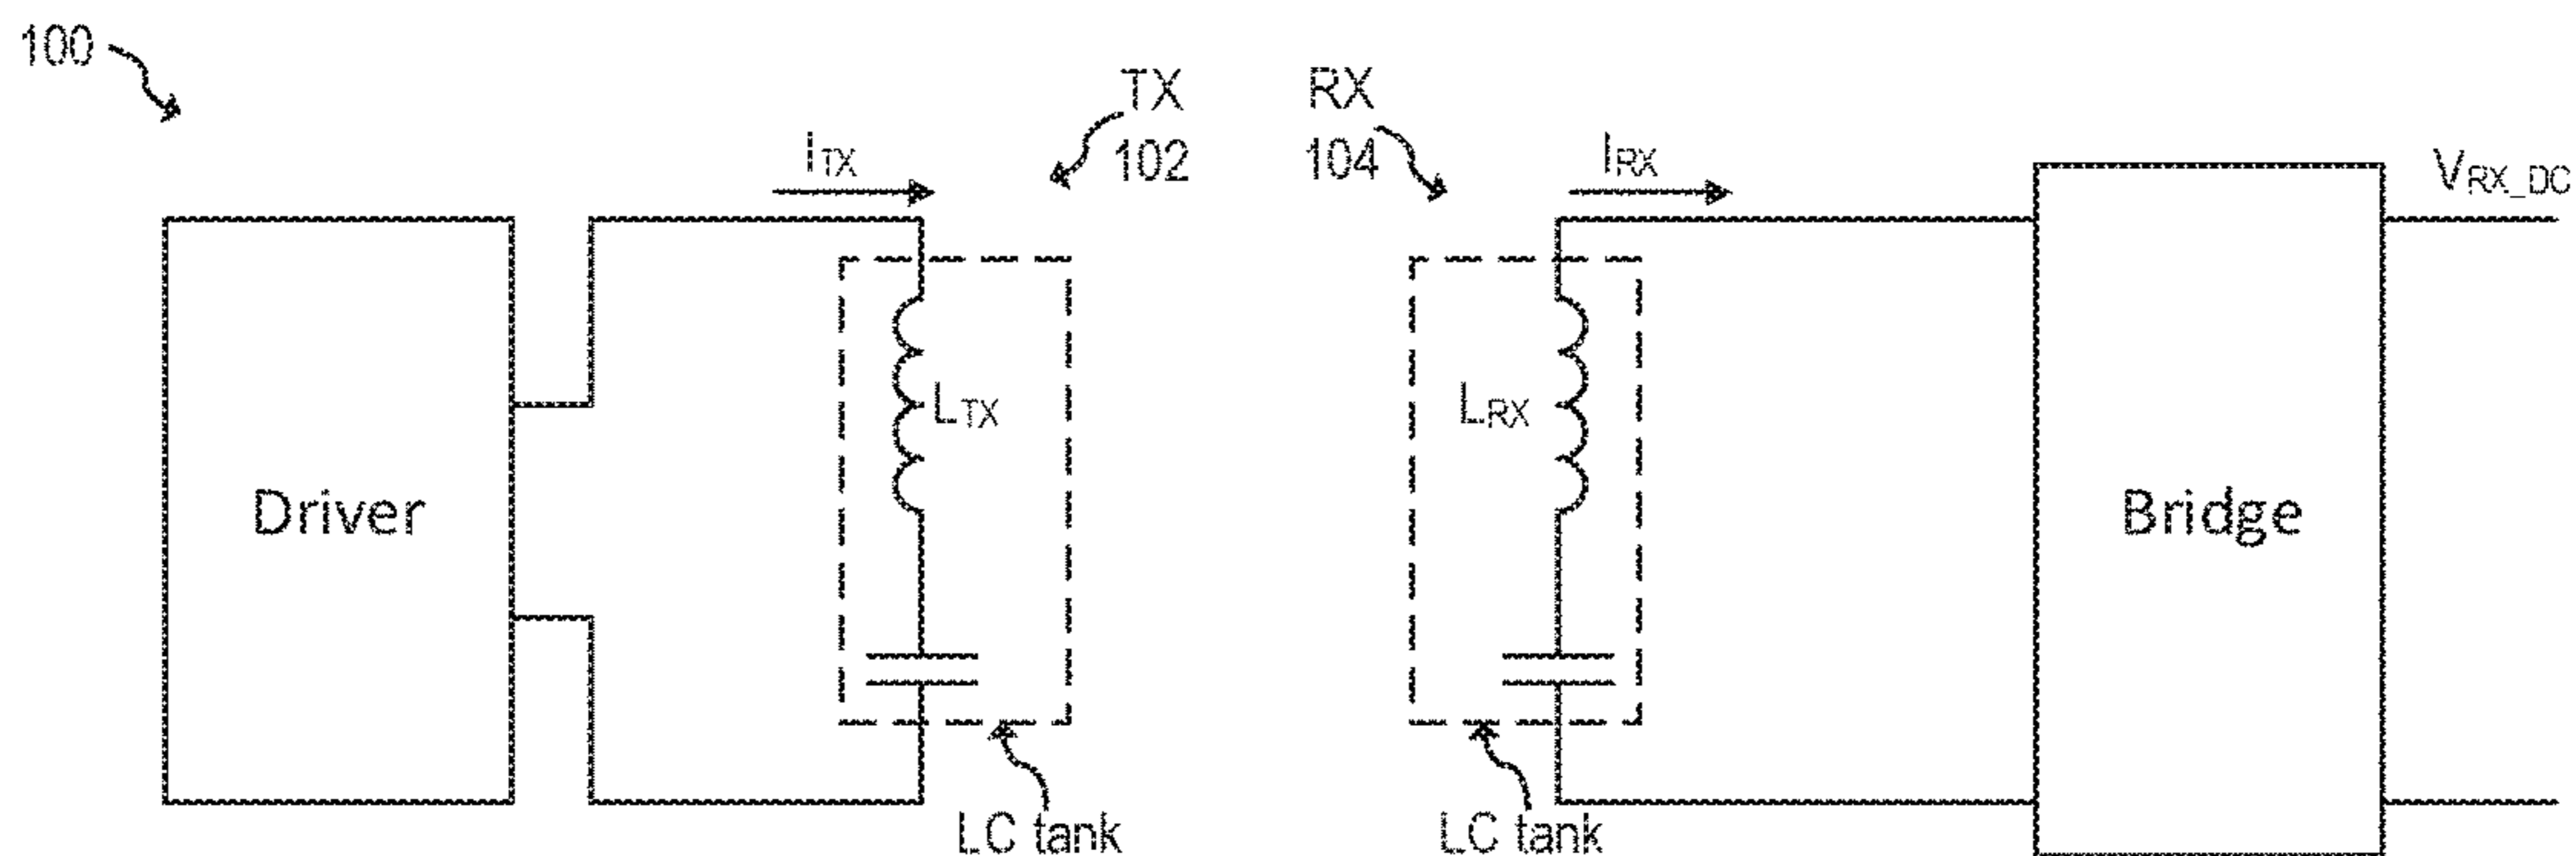 100
TX
102
RX
104
ITX
IRX
VRX_DC
LTX
LRX
Driver
Bridge
LC tank
LC tank